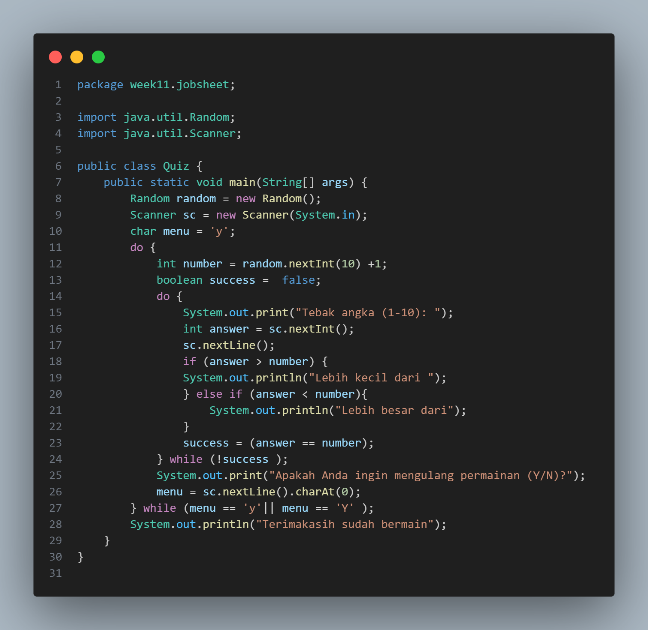 1 package week11.jobsheet;
2
3 import java.util.Random;
4 import java.util.Scanner;
5
6 public class Quiz {
7     public static void main(String[] args) {
8         Random random = new Random();
9         Scanner sc = new Scanner(System.in);
10         char menu = 'y';
11         do {
12             int number = random.nextInt(10) +1;
13             boolean success =  false;
14             do {
15                 System.out.print("Tebak angka (1-10): ");
16                 int answer = sc.nextInt();
17                 sc.nextLine();
18                 if (answer > number) {
19                 System.out.println("Lebih kecil dari ");
20                 } else if (answer < number){
21                     System.out.println("Lebih besar dari");
22                 }
23                 success = (answer == number);
24             } while (!success );
25             System.out.print("Apakah Anda ingin mengulang permainan (Y/N)?");
26             menu = sc.nextLine().charAt(0);
27         } while (menu == 'y'|| menu == 'Y' );
28         System.out.println("Terimakasih sudah bermain");
29     }
30 }
31